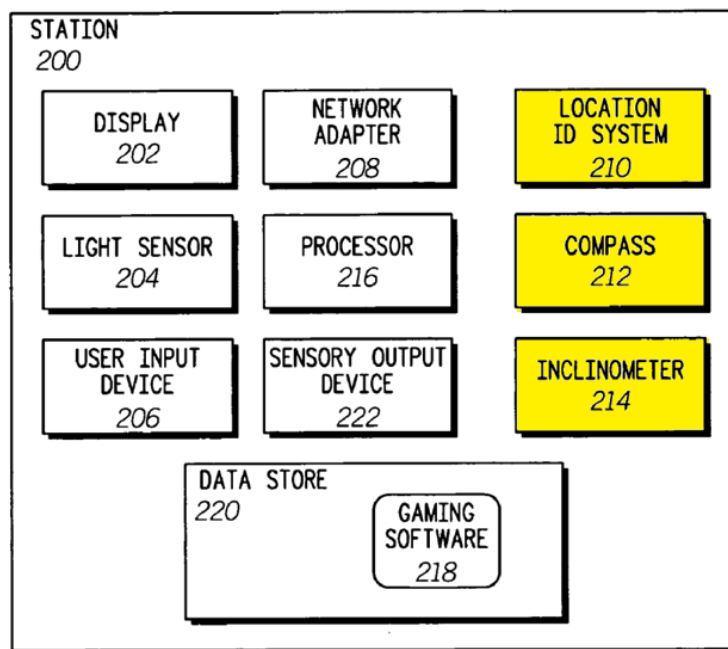 STATION
200
DISPLAY
202
NETWORK
ADAPTER
208
LOCATION
ID SYSTEM
210
LIGHT SENSOR
204
PROCESSOR
216
COMPASS
212
USER INPUT
DEVICE
206
SENSORY OUTPUT
DEVICE
222
INCLINOMETER
214
DATA STORE
220
GAMING
SOFTWARE
218